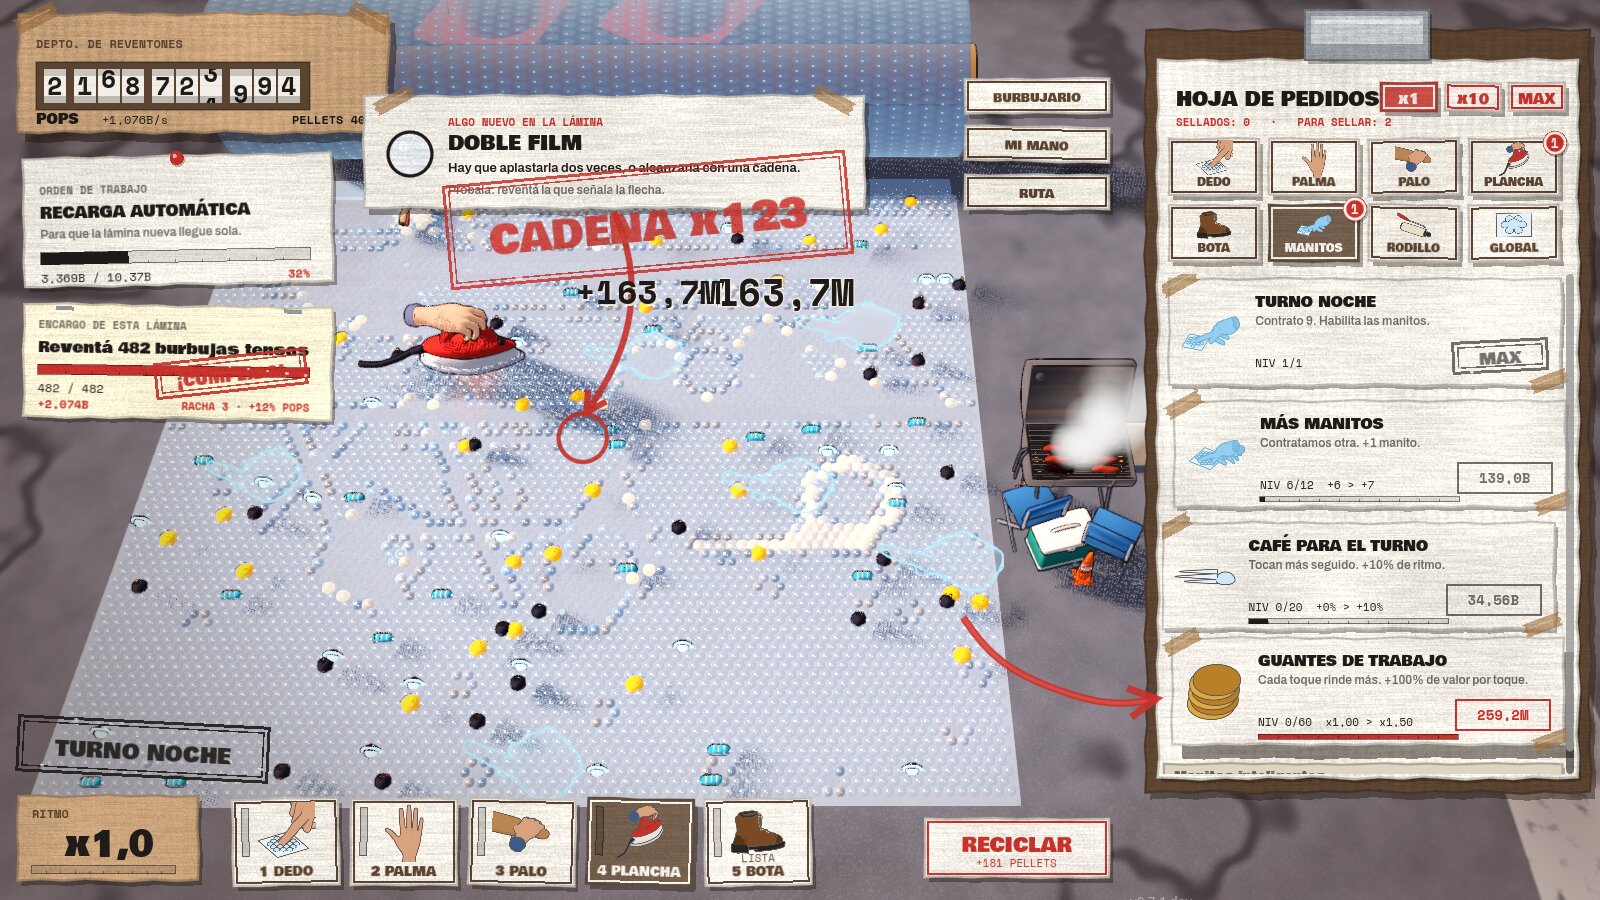 DEPTO. DE REVENTONES
POPS +1,076B/s PELLETS 40
ORDEN DE TRABAJO
RECARGA AUTOMÁTICA
Para que la lámina nueva llegue sola.
3,369B / 10,37B 32%
ENCARGO DE ESTA LÁMINA
Reventá 482 burbujas tensas
482 / 482
+2,074B RACHA 3 · +12% POPS
ALGO NUEVO EN LA LÁMINA
DOBLE FILM
Hay que aplastarla dos veces, o alcanzarla con una cadena.
Probala: reventá la que señala la flecha.
CADENA x123
+163,7M 163,7M
BURBUJARIO
MI MANO
RUTA
HOJA DE PEDIDOS x1 x10 MAX
SELLADOS: 0 · PARA SELLAR: 2
DEDO PALMA PALO PLANCHA 1
BOTA MANITOS 1 RODILLO GLOBAL
TURNO NOCHE
Contrato 9. Habilita las manitos.
NIV 1/1 MAX
MÁS MANITOS
Contratamos otra. +1 manito.
NIV 6/12 +6 > +7 139,0B
CAFÉ PARA EL TURNO
Tocan más seguido. +10% de ritmo.
NIV 0/20 +0% > +10% 34,56B
GUANTES DE TRABAJO
Cada toque rinde más. +100% de valor por toque.
NIV 0/60 x1,00 > x1,50 259,2M
TURNO NOCHE
RITMO
x1,0
1 DEDO
2 PALMA
3 PALO
4 PLANCHA
LISTA
5 BOTA
RECICLAR
+181 PELLETS